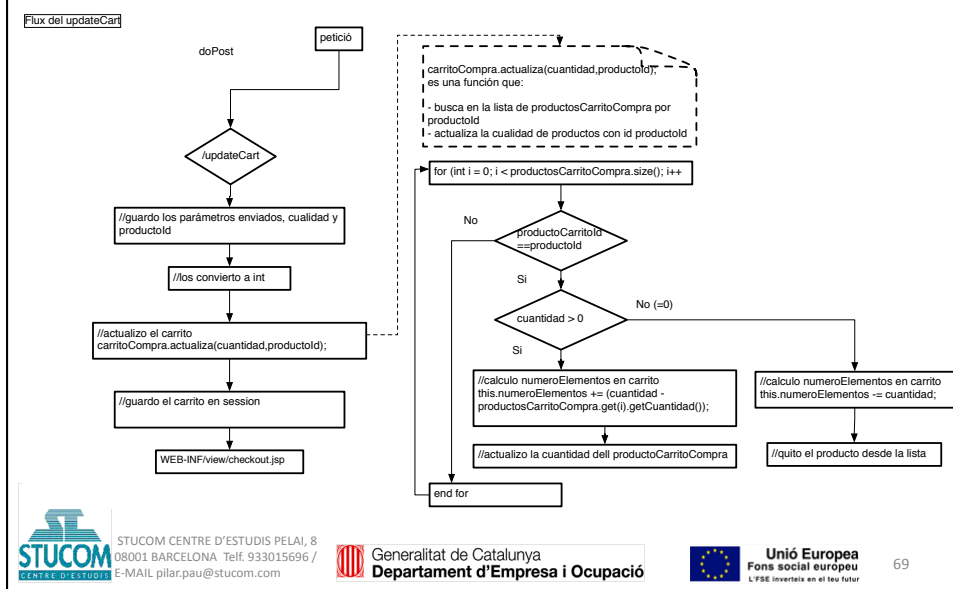 Flux del updateCart
doPost
petició
/updateCart
//guardo los parámetros enviados, cualidad y
productoId
//los convierto a int
//actualizo el carrito
carritoCompra.actualiza(cuantidad,productoId);
//guardo el carrito en session
WEB-INF/view/checkout.jsp
carritoCompra.actualiza(cuantidad,productoId);
es una función que:
- busca en la lista de productosCarritoCompra por
productoId
- actualiza la cualidad de productos con id productoId
for (int i = 0; i < productosCarritoCompra.size(); i++
No
productoCarritoId
==productoId
Si
cuantidad > 0
No (=0)
Si
//calculo numeroElementos en carrito
this.numeroElementos += (cuantidad -
productosCarritoCompra.get(i).getCuantidad());
//actualizo la cuantidad dell productoCarritoCompra
//calculo numeroElementos en carrito
this.numeroElementos -= cuantidad;
//quito el producto desde la lista
end for
STUCOM
CENTRE D'ESTUDIS
STUCOM CENTRE D'ESTUDIS PELAI, 8
08001 BARCELONA Telf. 933015696 /
E-MAIL pilar.pau@stucom.com
Generalitat de Catalunya
Departament d'Empresa i Ocupació
Unió Europea
Fons social europeu
L'FSE inverteix en el teu futur
69